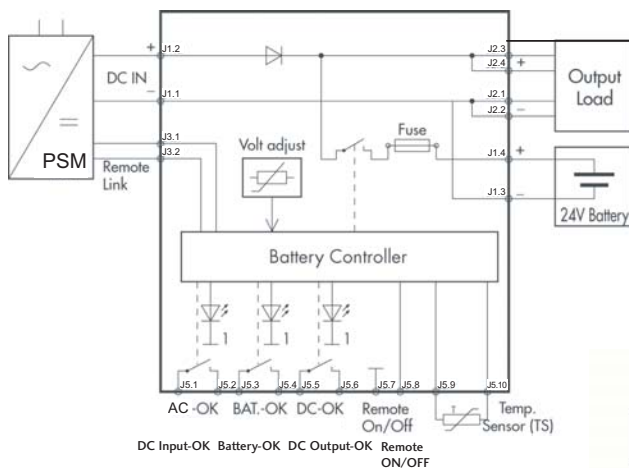 + J1.2 J2.3
J2.4 +
DC IN
Output
Load
− J1.1 J2.1
J2.2 −
J3.1
PSM J3.2
Volt adjust
Fuse
J1.4 +
Remote
Link
J1.3 −
24V Battery
Battery Controller
1 1 1
J5.1 J5.2 J5.3 J5.4 J5.5 J5.6 J5.7 J5.8 J5.9 J5.10
AC-OK BAT.-OK DC-OK Remote
On/Off
T
Temp.
Sensor (TS)
DC Input-OK Battery-OK DC Output-OK Remote
ON/OFF